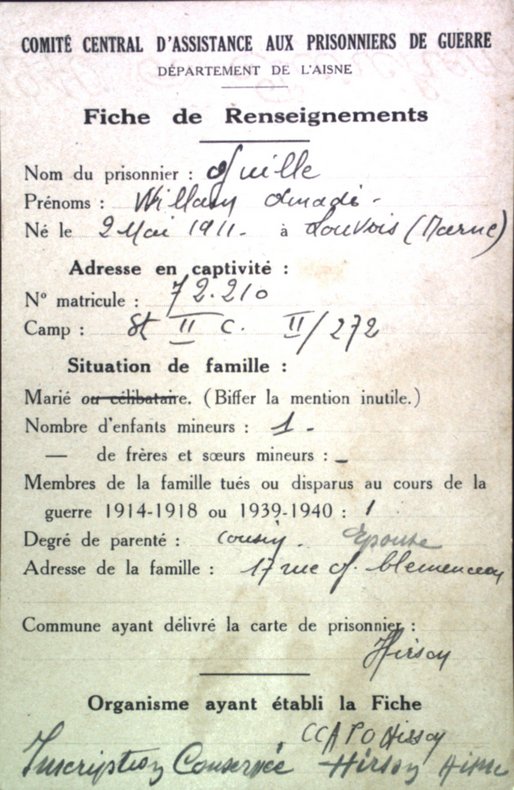 COMITÉ CENTRAL D'ASSISTANCE AUX PRISONNIERS DE GUERRE
DÉPARTEMENT DE L'AISNE
Fiche de Renseignements
Nom du prisonnier :
Prénoms : Willam Amadé -
Né le 2 Mai 1911. à Louvois (Marne)
Adresse en captivité :
N° matricule : 72.210
Camp : St II C. II/272
Situation de famille :
Marié ou célibataire. (Biffer la mention inutile.)
Nombre d'enfants mineurs : 1 -
— de frères et sœurs mineurs : -
Membres de la famille tués ou disparus au cours de la
guerre 1914-1918 ou 1939-1940 : 1
Degré de parenté : cousin. Epouse
Adresse de la famille : 17 rue G. Clemenceau
Commune ayant délivré la carte de prisonnier :
Hirson
Organisme ayant établi la Fiche
CCAPG Hirson
Inscription Conservée Hirson Aisne